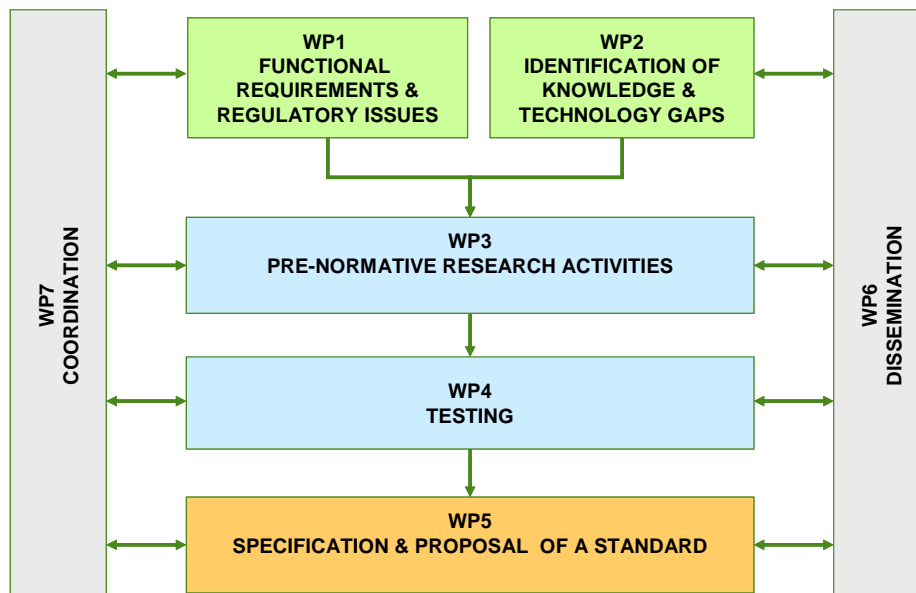 WP1
FUNCTIONAL
REQUIREMENTS &
REGULATORY ISSUES
WP2
IDENTIFICATION OF
KNOWLEDGE &
TECHNOLOGY GAPS
WP3
PRE-NORMATIVE RESEARCH ACTIVITIES
WP4
TESTING
WP5
SPECIFICATION & PROPOSAL OF A STANDARD
WP7
COORDINATION
WP6
DISSEMINATION